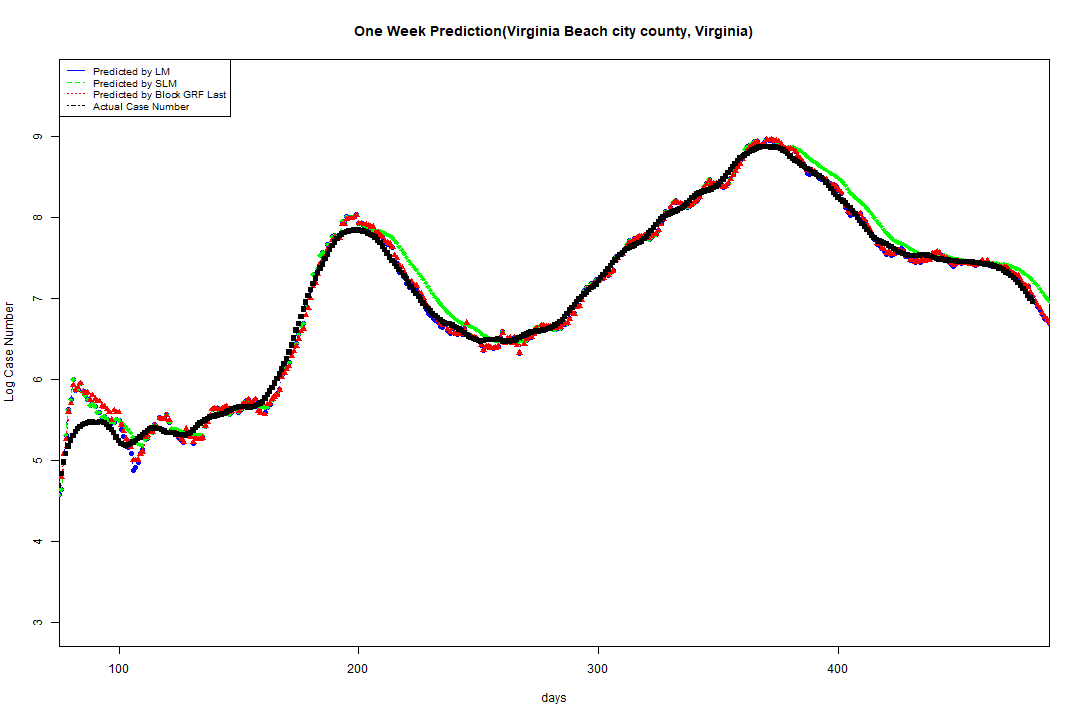 One Week Prediction(Virginia Beach city county, Virginia)
Predicted by LM
Predicted by SLM
Predicted by Block GRF Last
Actual Case Number
9
8
7
6
5
4
3
Log Case Number
100 200 300 400
days